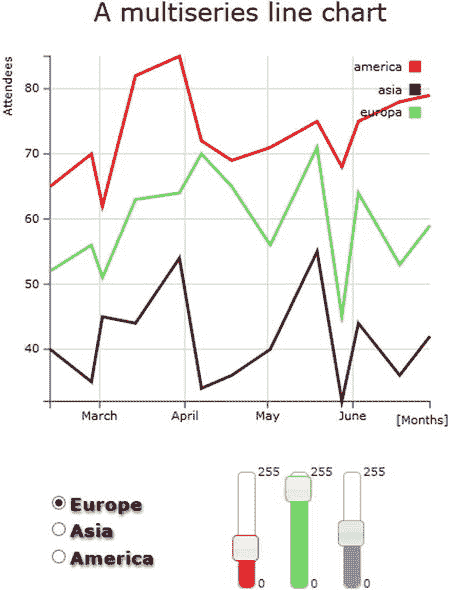 A multiseries line chart
Attendees
america
80
asia
europa
70
60
50
40
March April May June [Months]
255 255 255
Europe
Asia
America
0 0 0